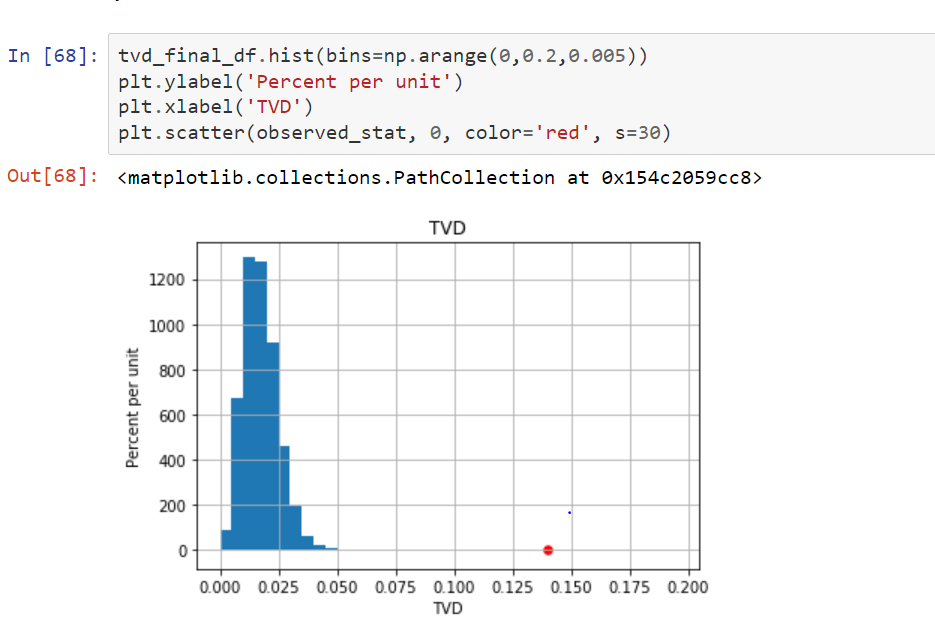 In [68]: tvd_final_df.hist(bins=np.arange(0,0.2,0.005))
plt.ylabel('Percent per unit')
plt.xlabel('TVD')
plt.scatter(observed_stat, 0, color='red', s=30)
Out[68]: <matplotlib.collections.PathCollection at 0x154c2059cc8>
TVD
1200
1000
800
600
400
200
0
Percent per unit
0.000 0.025 0.050 0.075 0.100 0.125 0.150 0.175 0.200
TVD